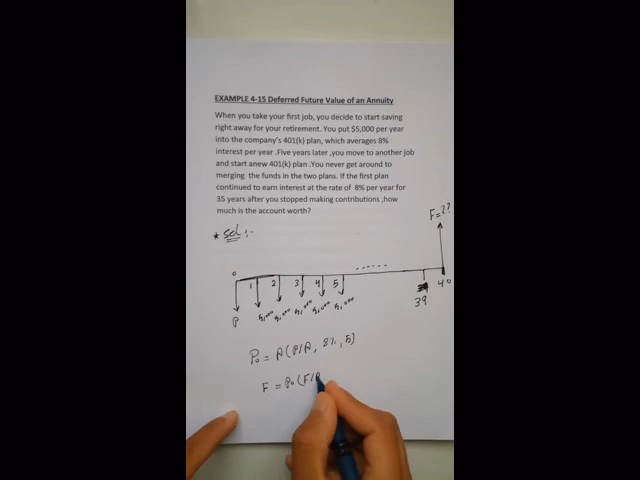 EXAMPLE 4-15 Deferred Future Value of an Annuity
When you take your first job, you decide to start saving
right away for your retirement. You put $5,000 per year
into the company's 401(k) plan, which averages 8%
interest per year .Five years later ,you move to another job
and start anew 401(k) plan .You never get around to
merging the funds in the two plans. If the first plan
continued to earn interest at the rate of 8% per year for
35 years after you stopped making contributions ,how
much is the account worth?
* Sol :-
F = ??
0 1 2 3 4 5 ...... 39 40
P 5,000 5,000 5,000 5,000 5,000
P₀ = A (P/A, 8%, 5)
F = P₀ (F/P